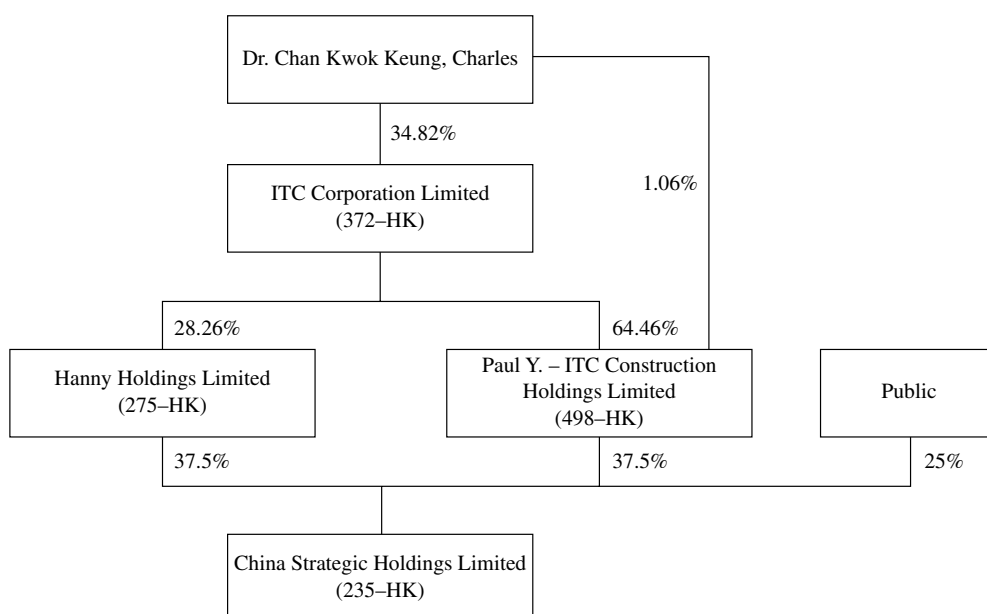 Dr. Chan Kwok Keung, Charles
34.82%
ITC Corporation Limited
(372–HK)
1.06%
28.26%
64.46%
Hanny Holdings Limited
(275–HK)
Paul Y. – ITC Construction
Holdings Limited
(498–HK)
Public
37.5%
37.5%
25%
China Strategic Holdings Limited
(235–HK)